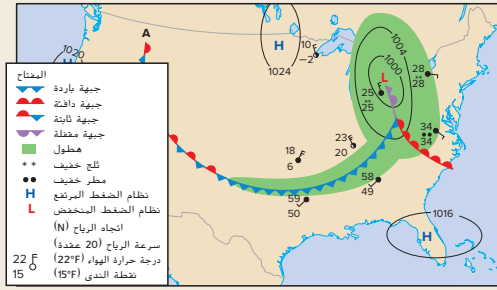 A
1020
H
H
1024
10
-2
1004
1000
L
25
25
28
28
34
34
23
20
18
6
58
49
59
50
1016
H
المفتاح
جبهة باردة
جبهة دافئة
جبهة ثابتة
جبهة مقفلة
هطول
ثلج خفيف
مطر خفيف
H نظام الضغط المرتفع
L نظام الضغط المنخفض
اتجاه الرياح (N)
سرعة الرياح (20 عقدة)
22 درجة حرارة الهواء (22°F)
15 نقطة الندى (15°F)